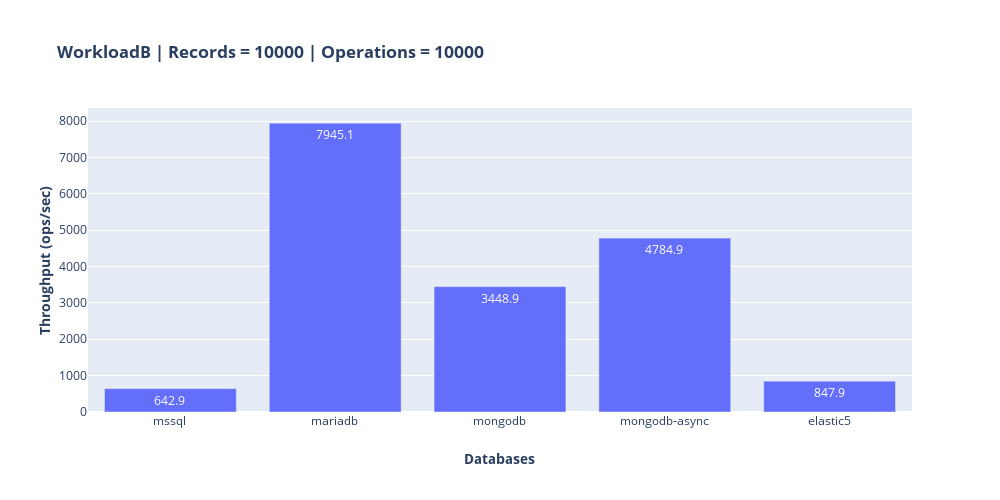 WorkloadB | Records = 10000 | Operations = 10000
Throughput (ops/sec)
8000
7000
6000
5000
4000
3000
2000
1000
0
642.9
7945.1
3448.9
4784.9
847.9
mssql
mariadb
mongodb
mongodb-async
elastic5
Databases